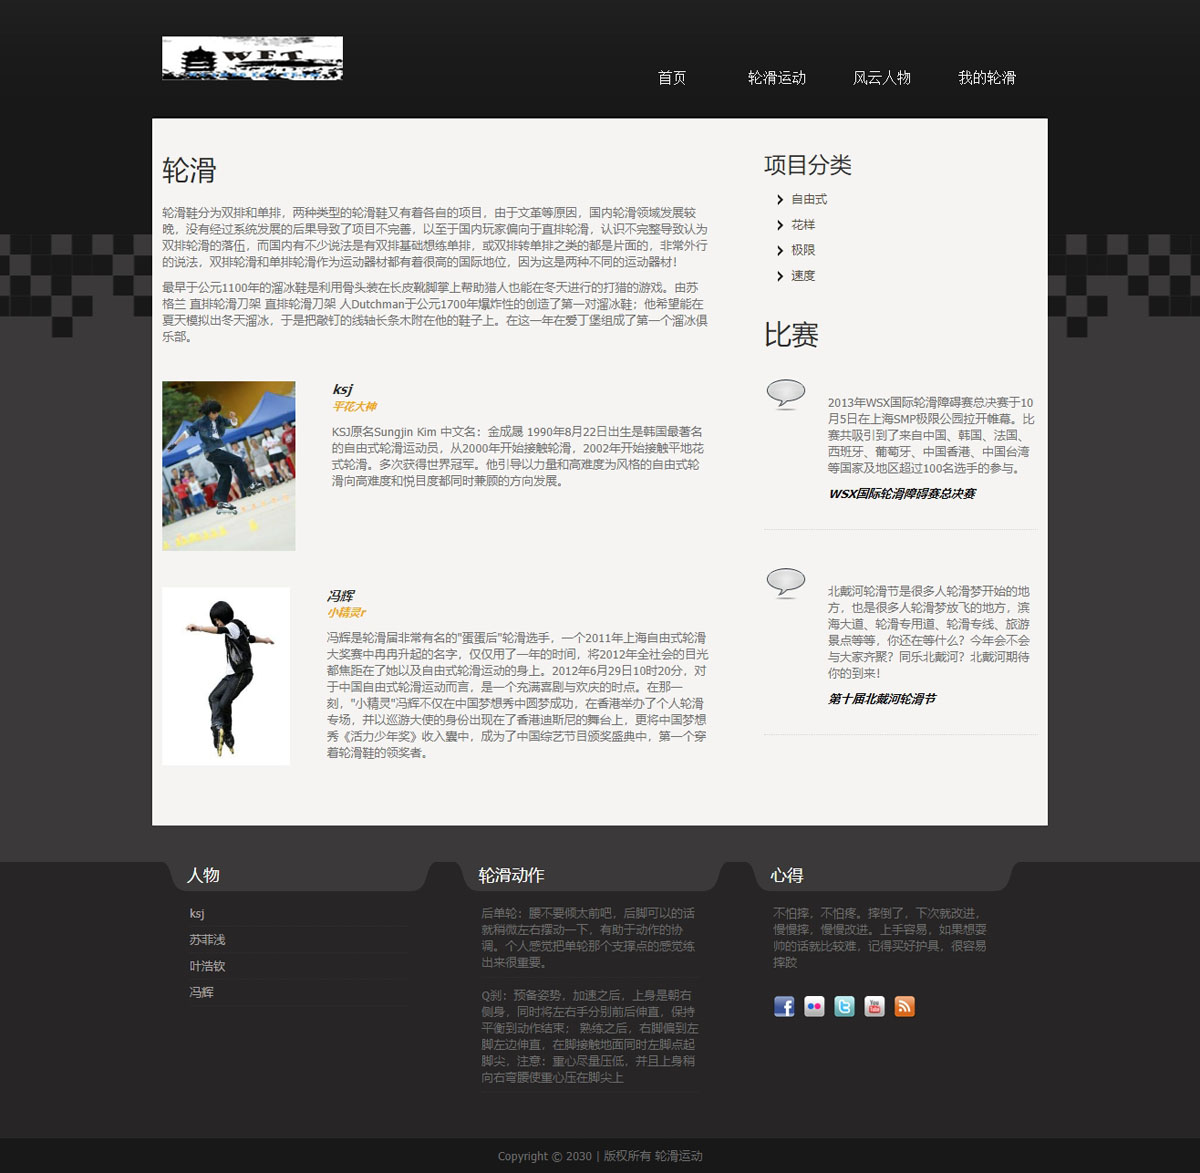 WFT
首页 轮滑运动 风云人物 我的轮滑
轮滑
轮滑鞋分为双排和单排，两种类型的轮滑鞋又有着各自的项目，由于文革等原因，国内轮滑领域发展较
晚，没有经过系统发展的后果导致了项目不完善，以至于国内玩家偏向于直排轮滑，认识不完整导致认为
双排轮滑的落伍，而国内有不少说法是有双排基础想练单排，或双排转单排之类的都是片面的，非常外行
的说法，双排轮滑和单排轮滑作为运动器材都有着很高的国际地位，因为这是两种不同的运动器材！
最早于公元1100年的溜冰鞋是利用骨头装在长皮靴脚掌上帮助猎人也能在冬天进行的打猎的游戏。由苏
格兰 直排轮滑刀架 直排轮滑刀架 人Dutchman于公元1700年爆炸性的创造了第一对溜冰鞋；他希望能在
夏天模拟出冬天溜冰，于是把敲钉的线轴长条木附在他的鞋子上。在这一年在爱丁堡组成了第一个溜冰俱
乐部。
ksj
平花大神
KSJ原名Sungjin Kim 中文名：金成晟 1990年8月22日出生是韩国最著名
的自由式轮滑运动员，从2000年开始接触轮滑，2002年开始接触平地花
式轮滑。多次获得世界冠军。他引导以力量和高难度为风格的自由式轮
滑向高难度和悦目度都同时兼顾的方向发展。
冯辉
小精灵r
冯辉是轮滑届非常有名的"蛋蛋后"轮滑选手，一个2011年上海自由式轮滑
大奖赛中冉冉升起的名字，仅仅用了一年的时间，将2012年全社会的目光
都焦距在了她以及自由式轮滑运动的身上。2012年6月29日10时20分，对
于中国自由式轮滑运动而言，是一个充满喜剧与欢庆的时点。在那一
刻，"小精灵"冯辉不仅在中国梦想秀中圆梦成功，在香港举办了个人轮滑
专场，并以巡游大使的身份出现在了香港迪斯尼的舞台上，更将中国梦想
秀《活力少年奖》收入囊中，成为了中国综艺节目颁奖盛典中，第一个穿
着轮滑鞋的领奖者。
项目分类
自由式
花样
极限
速度
比赛
2013年WSX国际轮滑障碍赛总决赛于10
月5日在上海SMP极限公园拉开帷幕。比
赛共吸引到了来自中国、韩国、法国、
西班牙、葡萄牙、中国香港、中国台湾
等国家及地区超过100名选手的参与。
WSX国际轮滑障碍赛总决赛
北戴河轮滑节是很多人轮滑梦开始的地
方，也是很多人轮滑梦放飞的地方，滨
海大道、轮滑专用道、轮滑专线、旅游
景点等等，你还在等什么？今年会不会
与大家齐聚？同乐北戴河？北戴河期待
你的到来！
第十届北戴河轮滑节
人物
ksj
苏菲浅
叶浩钦
冯辉
轮滑动作
后单轮：腰不要倾太前吧，后脚可以的话
就稍微左右摆动一下，有助于动作的协
调。个人感觉把单轮那个支撑点的感觉练
出来很重要。
Q刹：预备姿势，加速之后，上身是朝右
侧身，同时将左右手分别前后伸直，保持
平衡到动作结束； 熟练之后，右脚偏到左
脚左边伸直，在脚接触地面同时左脚点起
脚尖，注意：重心尽量压低，并且上身稍
向右弯腰使重心压在脚尖上
心得
不怕摔，不怕疼。摔倒了，下次就改进，
慢慢摔，慢慢改进。上手容易，如果想耍
帅的话就比较难，记得买好护具，很容易
摔跤
You Tube
Copyright © 2030 | 版权所有 轮滑运动